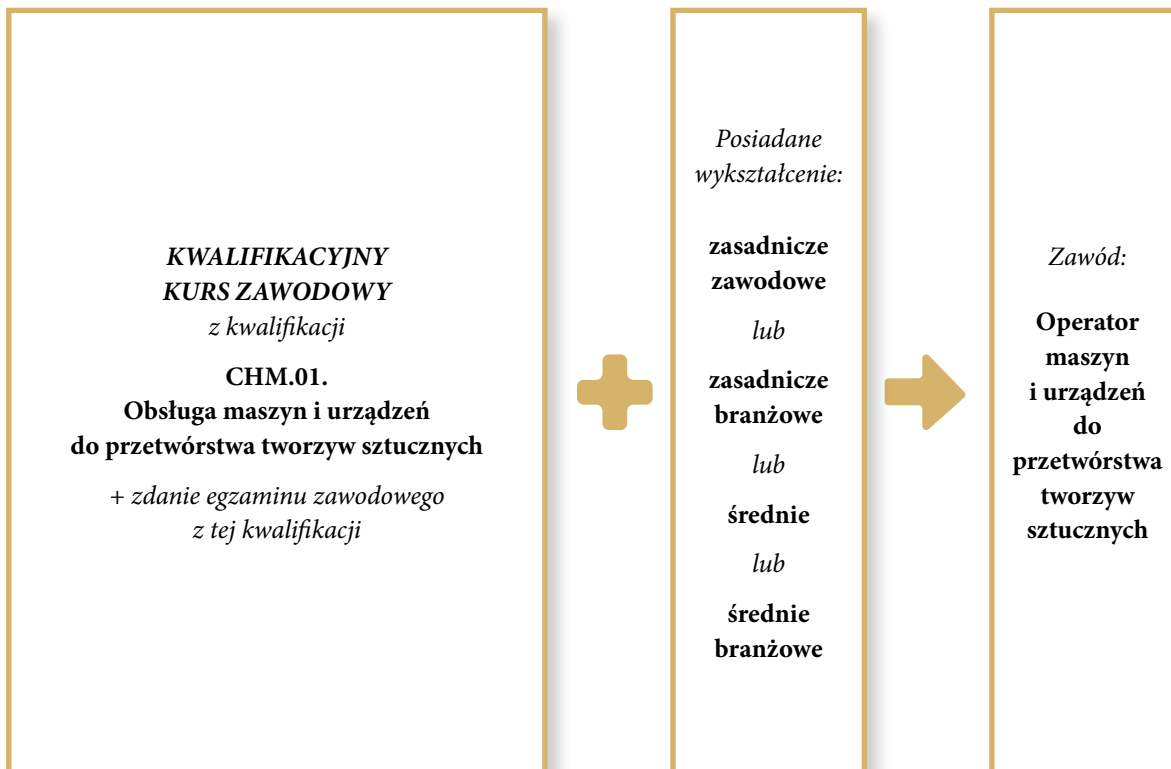 KWALIFIKACYJNY
KURS ZAWODOWY
z kwalifikacji
CHM.01.
Obsługa maszyn i urządzeń
do przetwórstwa tworzyw sztucznych
+ zdanie egzaminu zawodowego
z tej kwalifikacji
Posiadane
wykształcenie:
zasadnicze
zawodowe
lub
zasadnicze
branżowe
lub
średnie
lub
średnie
branżowe
Zawód:
Operator
maszyn
i urządzeń
do
przetwórstwa
tworzyw
sztucznych